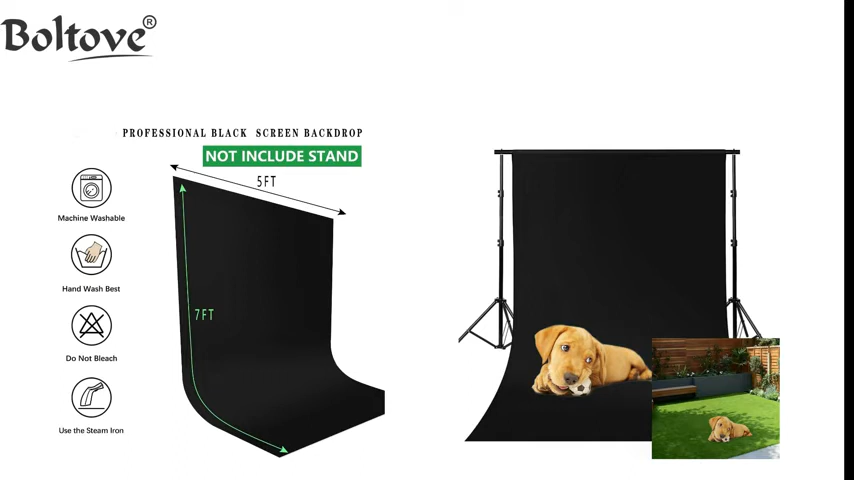 Boltove®
PROFESSIONAL BLACK SCREEN BACKDROP
NOT INCLUDE STAND
5FT
Machine Washable
Hand Wash Best
7FT
Do Not Bleach
Use the Steam Iron